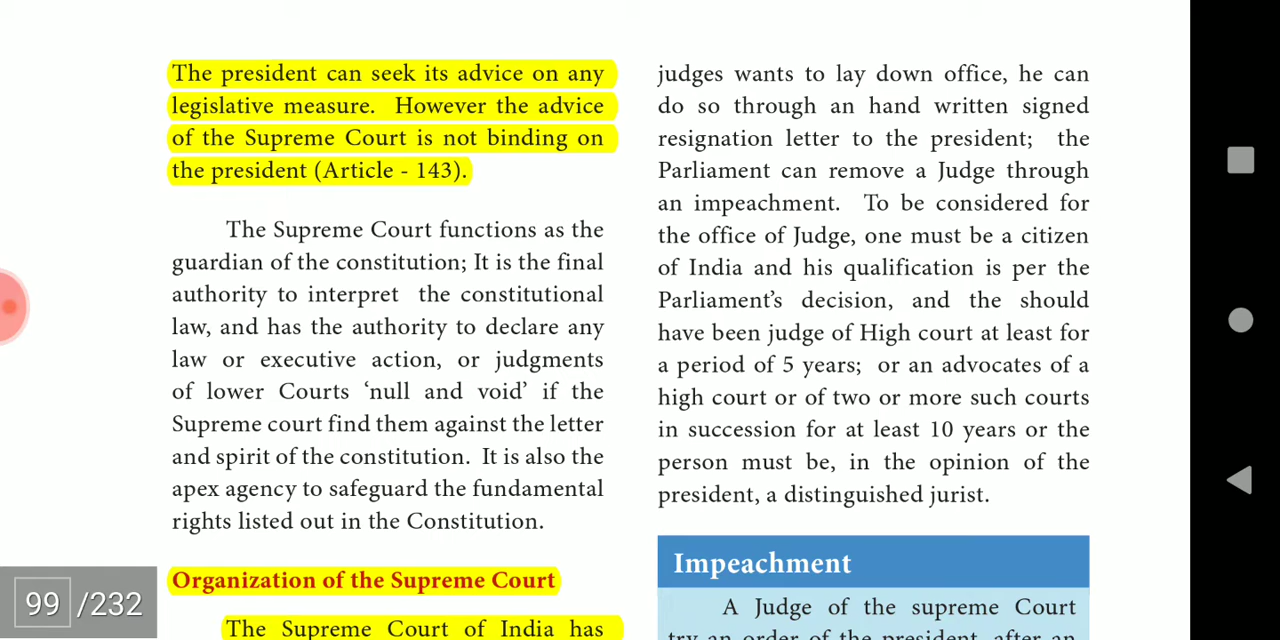 The president can seek its advice on any
legislative measure. However the advice
of the Supreme Court is not binding on
the president (Article - 143).
The Supreme Court functions as the
guardian of the constitution; It is the final
authority to interpret the constitutional
law, and has the authority to declare any
law or executive action, or judgments
of lower Courts ‘null and void’ if the
Supreme court find them against the letter
and spirit of the constitution. It is also the
apex agency to safeguard the fundamental
rights listed out in the Constitution.
Organization of the Supreme Court
The Supreme Court of India has
judges wants to lay down office, he can
do so through an hand written signed
resignation letter to the president; the
Parliament can remove a Judge through
an impeachment. To be considered for
the office of Judge, one must be a citizen
of India and his qualification is per the
Parliament’s decision, and the should
have been judge of High court at least for
a period of 5 years; or an advocates of a
high court or of two or more such courts
in succession for at least 10 years or the
person must be, in the opinion of the
president, a distinguished jurist.
Impeachment
A Judge of the supreme Court
try an order of the president, after an
99 /232